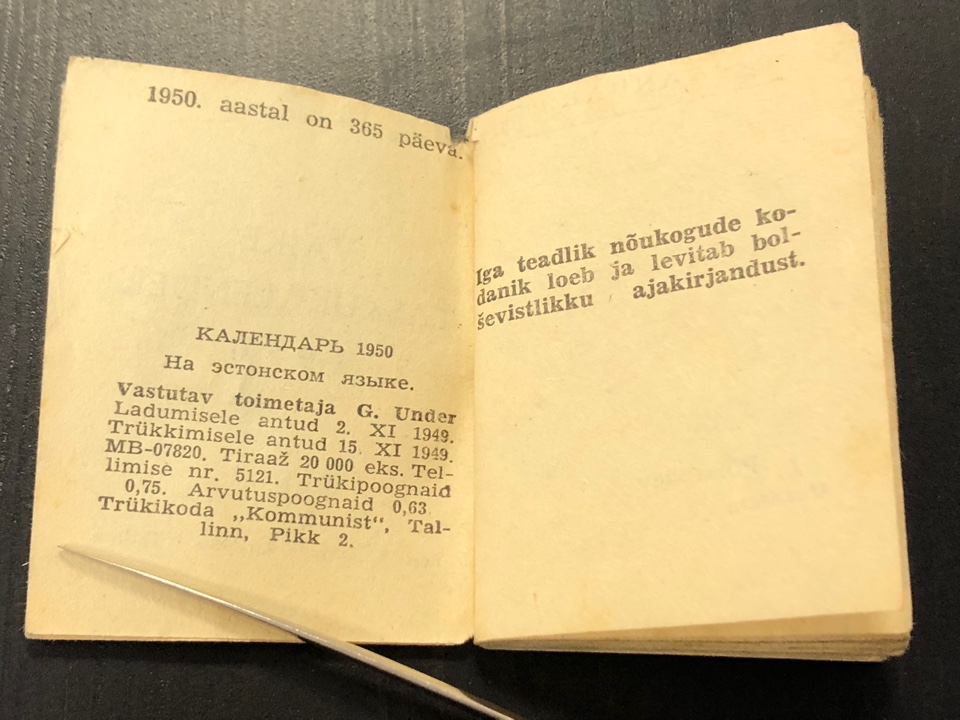 1950. aastal on 365 päeva.
КАЛЕНДАРЬ 1950
На эстонском языке.
Vastutav toimetaja G. Under
Ladumisele antud 2. XI 1949.
Trükkimisele antud 15. XI 1949.
MB-07820. Tiraaž 20 000 eks. Tel-
limise nr. 5121. Trükipoognaid
0,75. Arvutuspoognaid 0,63.
Trükikoda „Kommunist“, Tal-
linn, Pikk 2.
Iga teadlik nõukogude ko-
danik loeb ja levitab bol-
ševistlikku ajakirjandust.